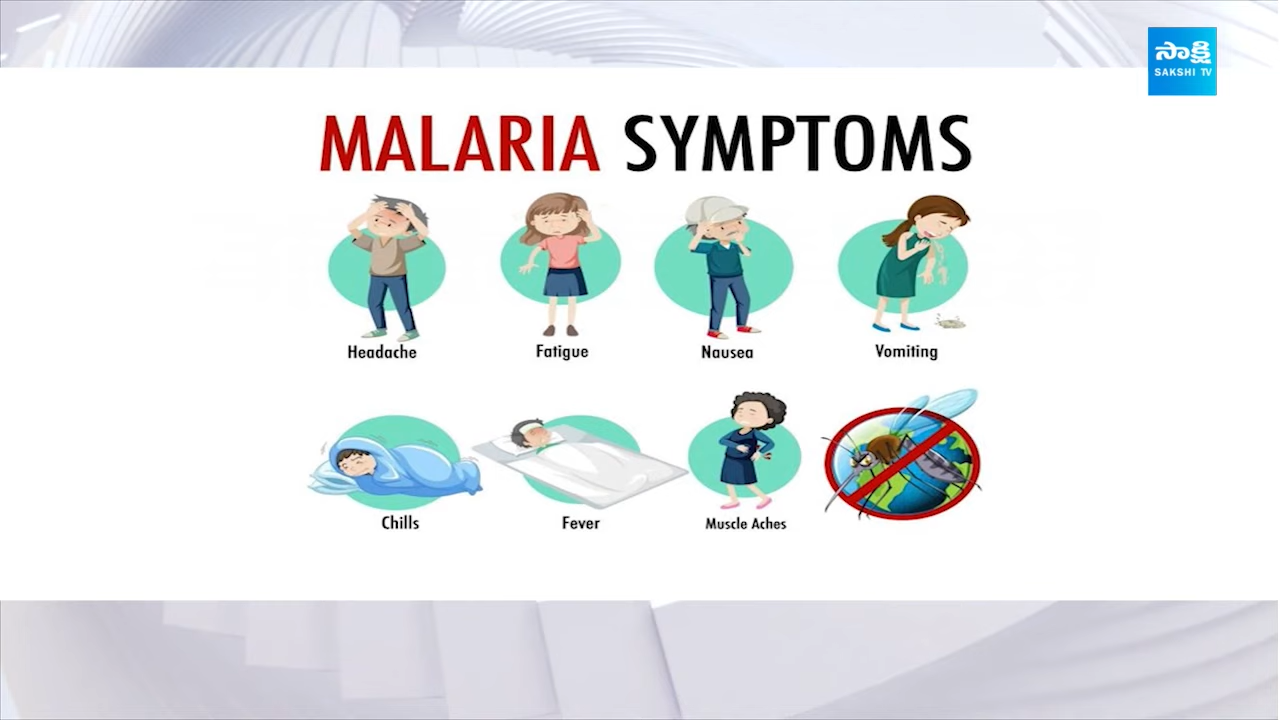 సాక్షి
SAKSHI TV
MALARIA SYMPTOMS
Headache
Fatigue
Nausea
Vomiting
Chills
Fever
Muscle Aches